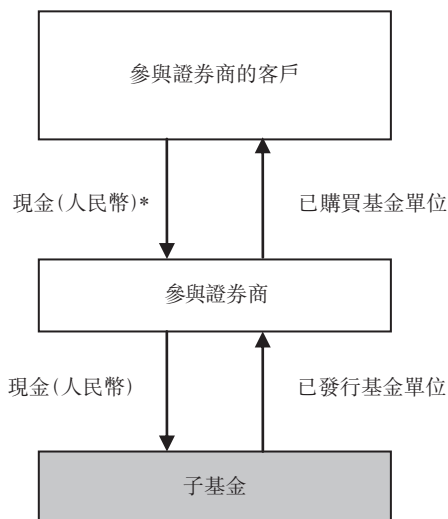 參與證券商的客戶
現金(人民幣)*
已購買基金單位
參與證券商
現金(人民幣)
已發行基金單位
子基金